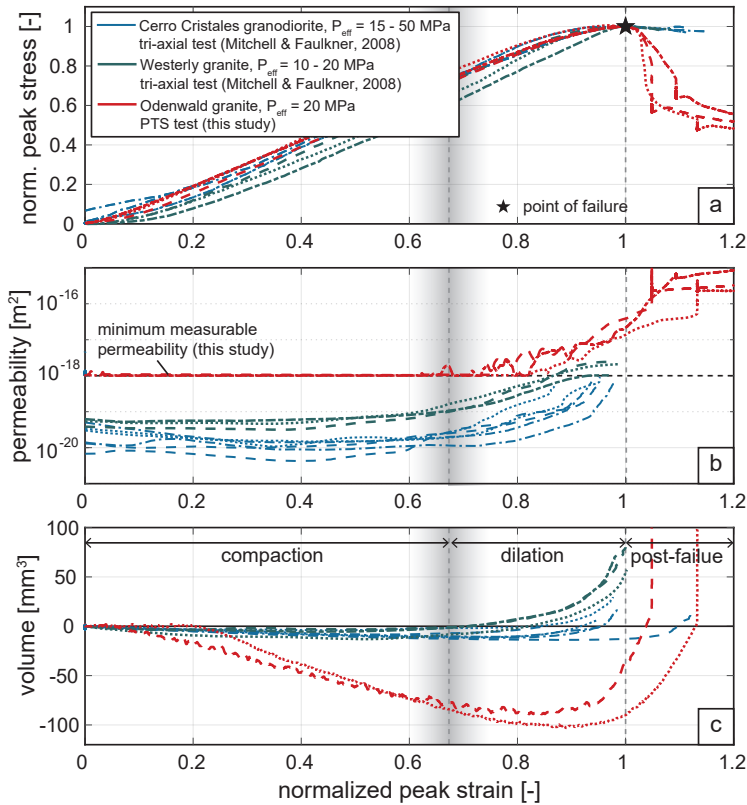 norm. peak stress [-]
1
0.8
0.6
0.4
0.2
0
Cerro Cristales granodiorite, Peff = 15 - 50 MPa
tri-axial test (Mitchell & Faulkner, 2008)
Westerly granite, Peff = 10 - 20 MPa
tri-axial test (Mitchell & Faulkner, 2008)
Odenwald granite, Peff = 20 MPa
PTS test (this study)
★ point of failure
a
0 0.2 0.4 0.6 0.8 1 1.2
permeability [m²]
10⁻¹⁶
10⁻¹⁸
10⁻²⁰
minimum measurable
permeability (this study)
b
0 0.2 0.4 0.6 0.8 1 1.2
volume [mm³]
100
50
0
-50
-100
compaction dilation post-failue
c
0 0.2 0.4 0.6 0.8 1 1.2
normalized peak strain [-]